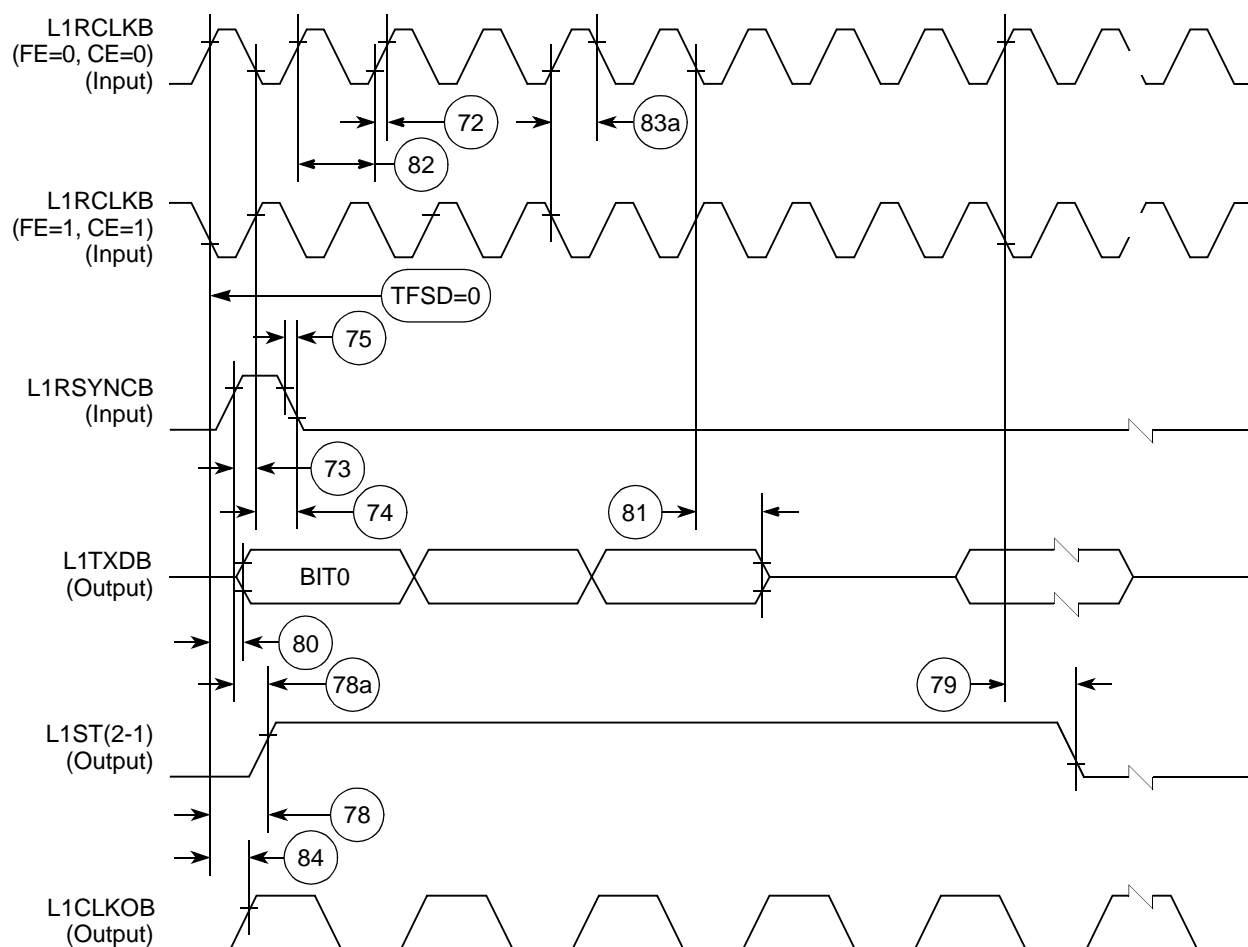 L1RCLKB
(FE=0, CE=0)
(Input)
72
83a
82
L1RCLKB
(FE=1, CE=1)
(Input)
TFSD=0
75
L1RSYNCB
(Input)
73
74
81
L1TXDB
(Output)
BIT0
80
78a
79
L1ST(2-1)
(Output)
78
84
L1CLKOB
(Output)